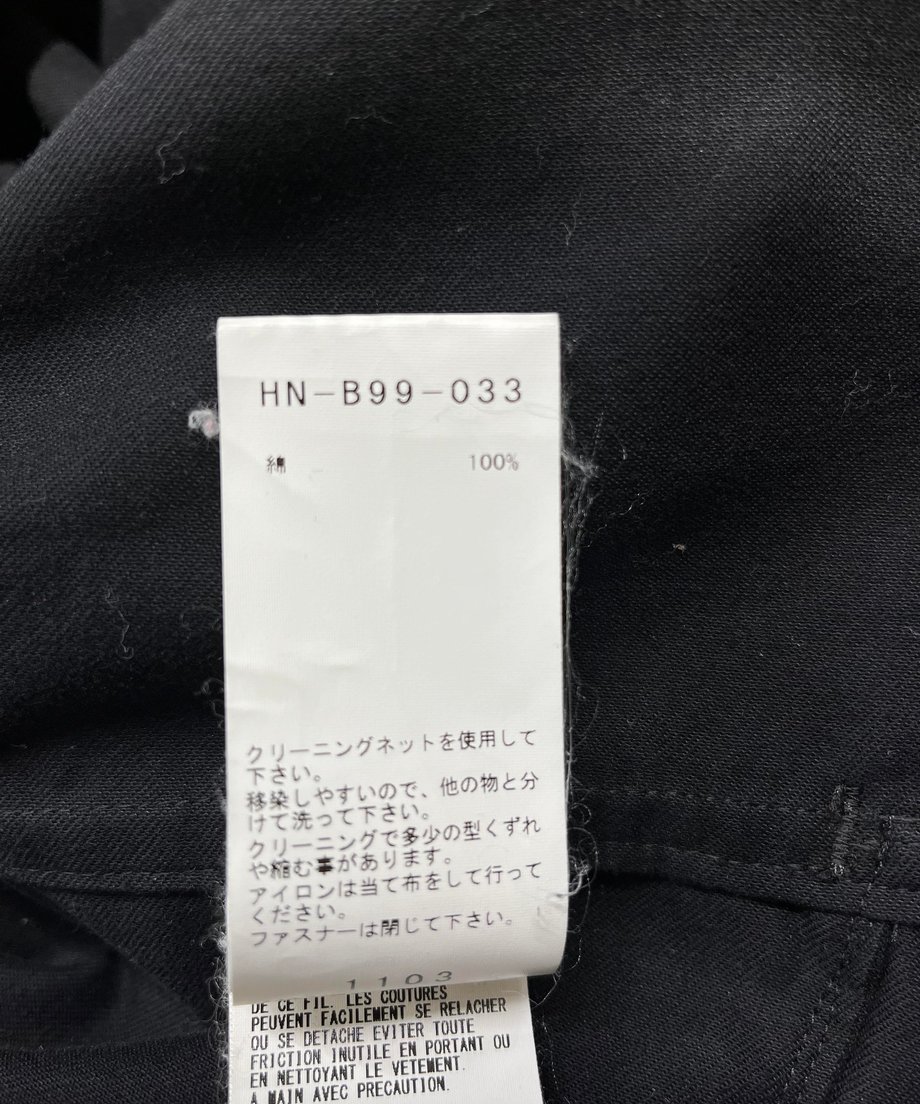 HN-B99-033
綿 100%
クリーニングネットを使用して
下さい。
移染しやすいので、他の物と分
けて洗って下さい。
クリーニングで多少の型くずれ
や縮む事があります。
アイロンは当て布をして行って
ください。
ファスナーは閉じて下さい。
1103
DE CE FIL. LES COUTURES
PEUVENT FACILEMENT SE RELACHER
OU SE DETACHE EVITER TOUTE
FRICTION INUTILE EN PORTANT OU
EN NETTOYANT LE VETEMENT.
A MAIN AVEC PRECAUTION.